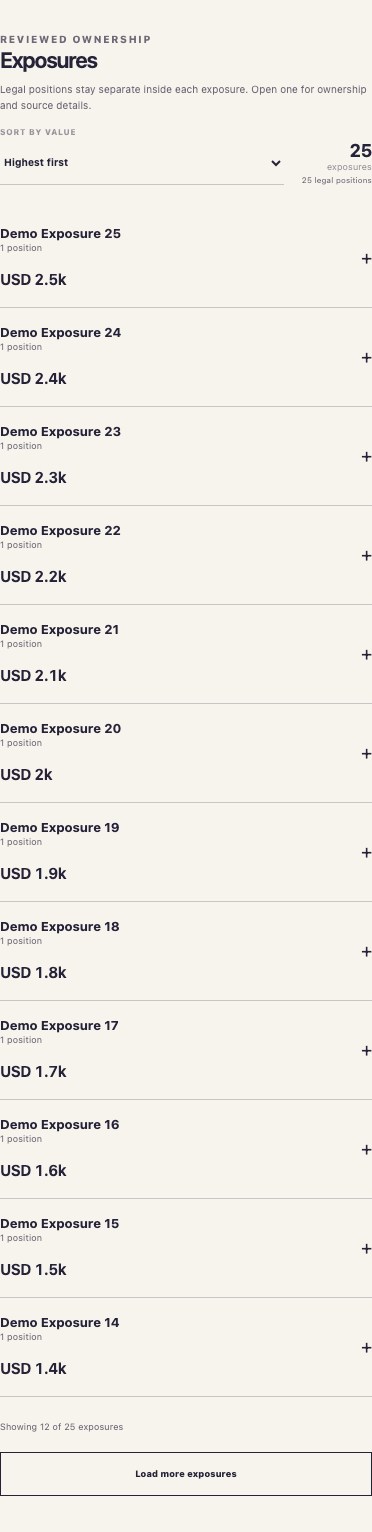 REVIEWED OWNERSHIP
Exposures
Legal positions stay separate inside each exposure. Open one for ownership
and source details.
SORT BY VALUE
Highest first
25
exposures
25 legal positions
Demo Exposure 25
1 position
USD 2.5k
+
Demo Exposure 24
1 position
USD 2.4k
+
Demo Exposure 23
1 position
USD 2.3k
+
Demo Exposure 22
1 position
USD 2.2k
+
Demo Exposure 21
1 position
USD 2.1k
+
Demo Exposure 20
1 position
USD 2k
+
Demo Exposure 19
1 position
USD 1.9k
+
Demo Exposure 18
1 position
USD 1.8k
+
Demo Exposure 17
1 position
USD 1.7k
+
Demo Exposure 16
1 position
USD 1.6k
+
Demo Exposure 15
1 position
USD 1.5k
+
Demo Exposure 14
1 position
USD 1.4k
+
Showing 12 of 25 exposures
Load more exposures